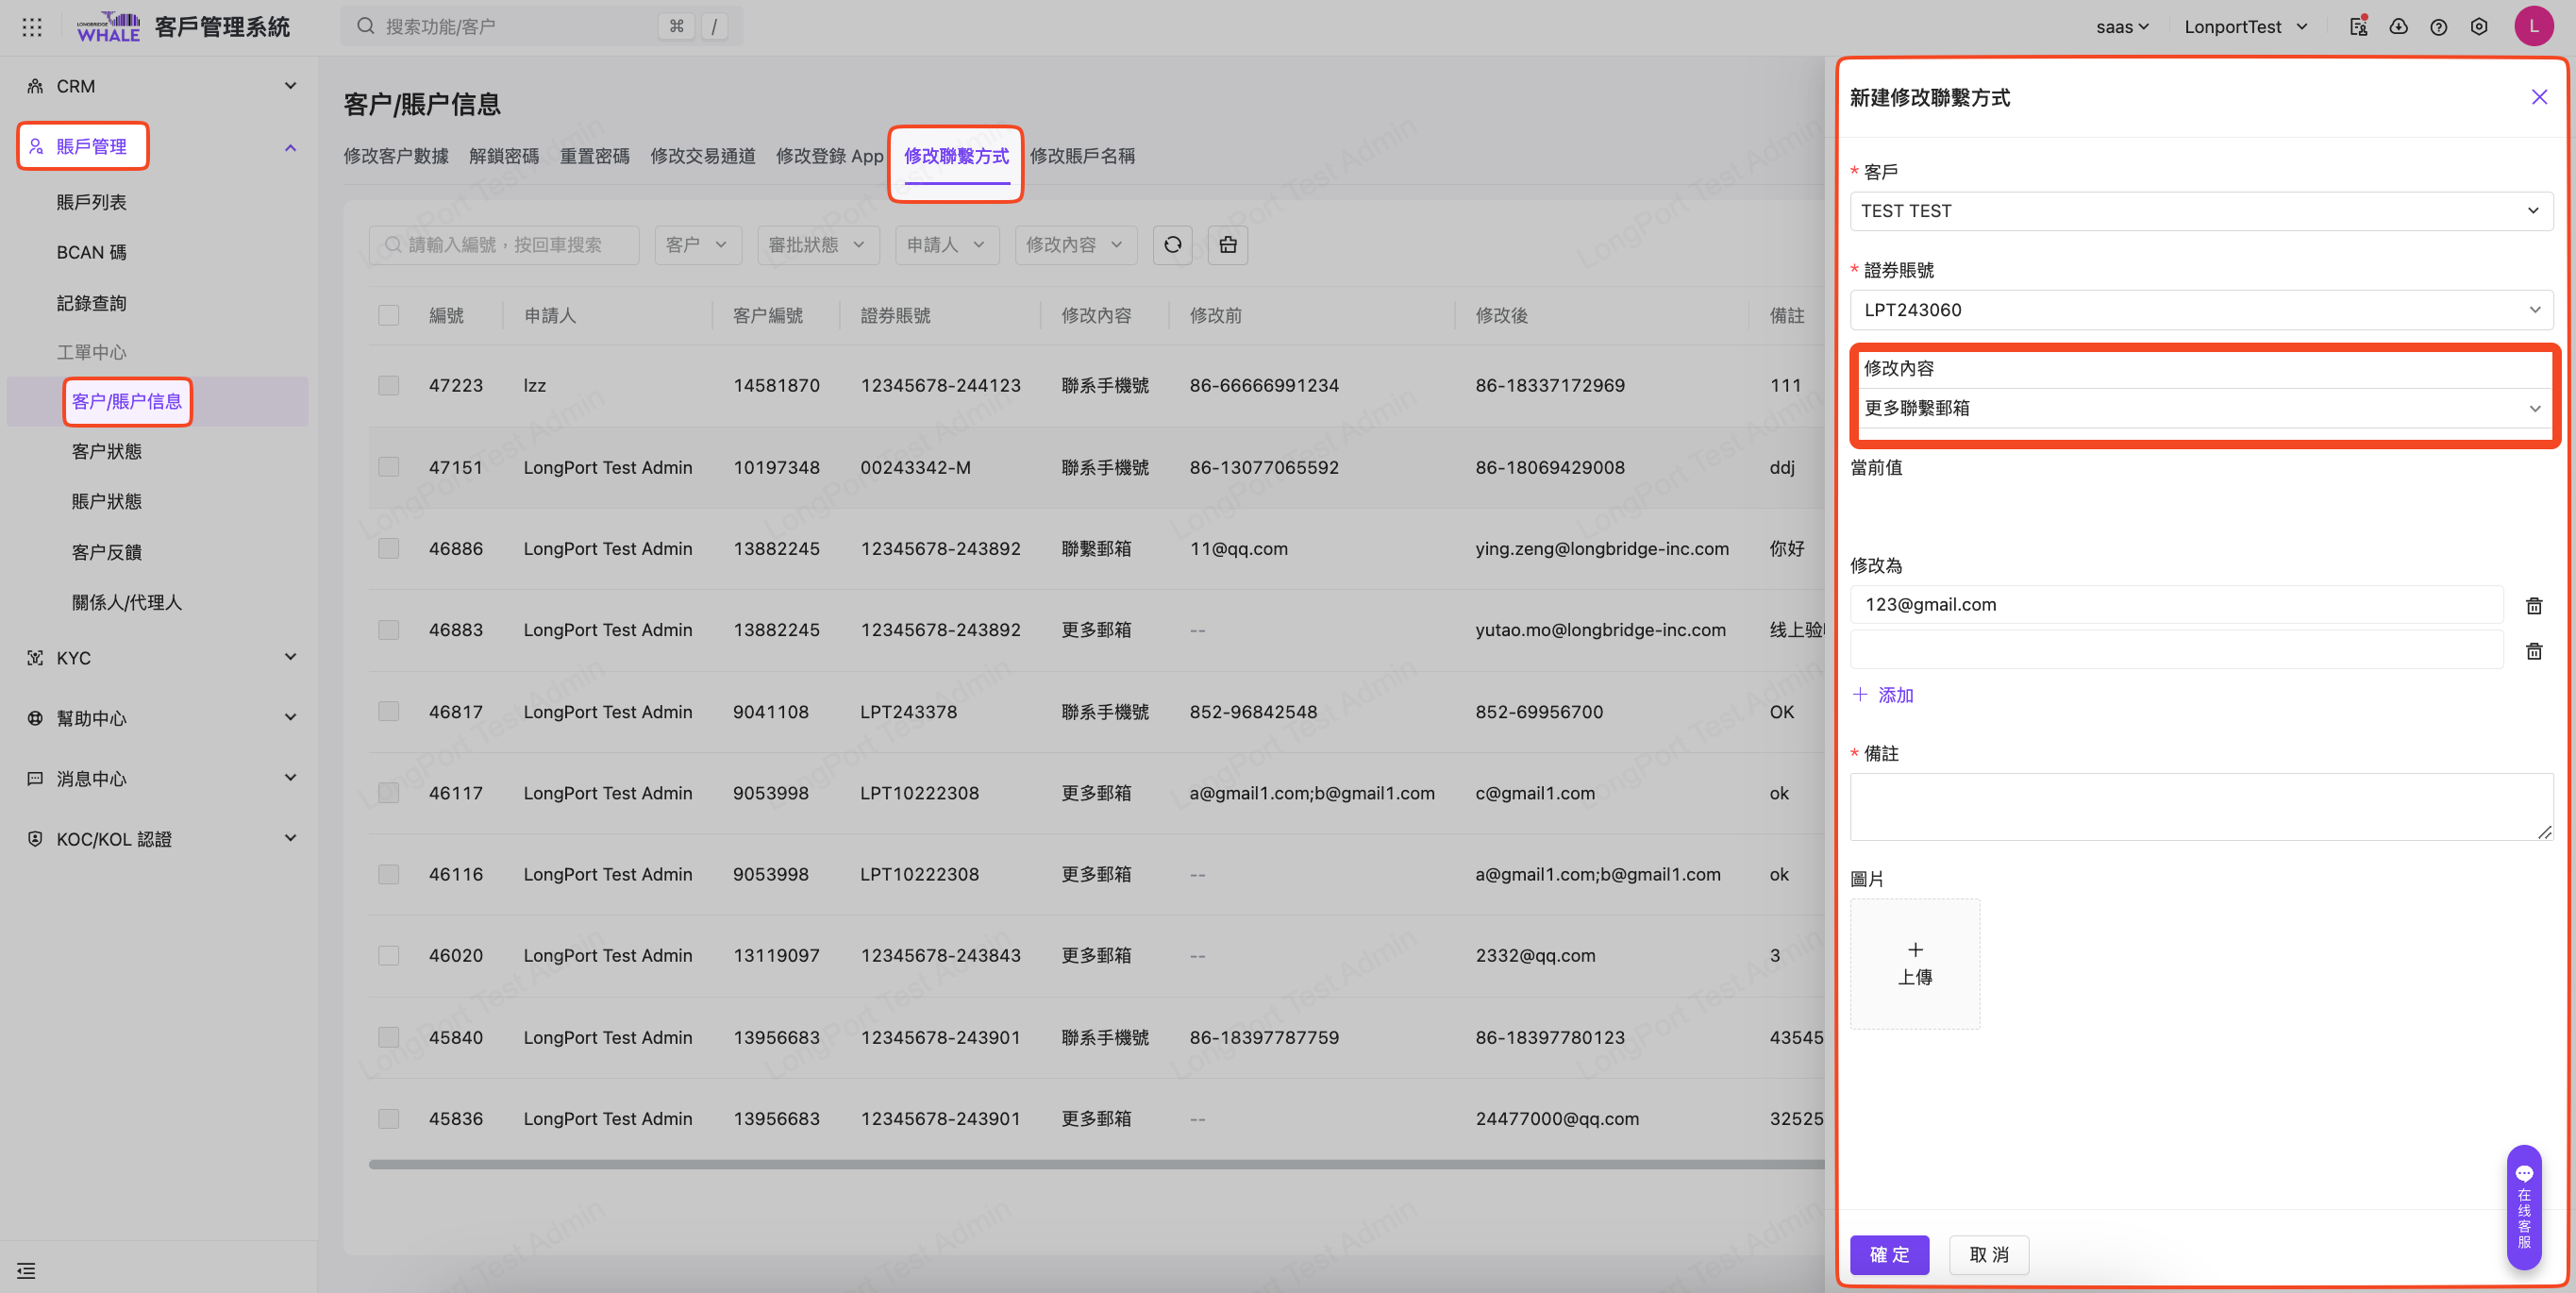 LONGBRIDGE
WHALE
客戶管理系統
搜索功能/客户
⌘ /
saas
LonportTest
L
CRM
賬戶管理
賬戶列表
BCAN 碼
記錄查詢
工單中心
客户/賬户信息
客户狀態
賬戶狀態
客户反饋
關係人/代理人
KYC
幫助中心
消息中心
KOC/KOL 認證
客户/賬户信息
修改客户數據 解鎖密碼 重置密碼 修改交易通道 修改登錄 App 修改聯繫方式 修改賬戶名稱
請輸入編號，按回車搜索 客户 審批狀態 申請人 修改內容
編號 申請人 客户編號 證券賬號 修改內容 修改前 修改後 備註
47223 lzz 14581870 12345678-244123 聯系手機號 86-66666991234 86-18337172969 111
47151 LongPort Test Admin 10197348 00243342-M 聯系手機號 86-13077065592 86-18069429008 ddj
46886 LongPort Test Admin 13882245 12345678-243892 聯繫郵箱 11@qq.com ying.zeng@longbridge-inc.com 你好
46883 LongPort Test Admin 13882245 12345678-243892 更多郵箱 -- yutao.mo@longbridge-inc.com 线上验
46817 LongPort Test Admin 9041108 LPT243378 聯系手機號 852-96842548 852-69956700 OK
46117 LongPort Test Admin 9053998 LPT10222308 更多郵箱 a@gmail1.com;b@gmail1.com c@gmail1.com ok
46116 LongPort Test Admin 9053998 LPT10222308 更多郵箱 -- a@gmail1.com;b@gmail1.com ok
46020 LongPort Test Admin 13119097 12345678-243843 更多郵箱 -- 2332@qq.com 3
45840 LongPort Test Admin 13956683 12345678-243901 聯系手機號 86-18397787759 86-18397780123 43545
45836 LongPort Test Admin 13956683 12345678-243901 更多郵箱 -- 24477000@qq.com 32525
新建修改聯繫方式
* 客戶
TEST TEST
* 證券賬號
LPT243060
修改內容
更多聯繫郵箱
當前值
修改為
123@gmail.com
+ 添加
* 備註
圖片
+
上傳
確 定 取 消
在线客服
LongPort Test Admin